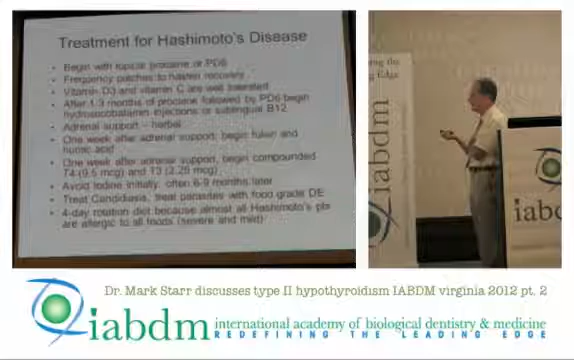 Treatment for Hashimoto's Disease
Begin with topical procaine or PD6
Frequency patches to hasten recovery
Vitamin D3 and vitamin C are well tolerated
After 1-3 months of procaine followed by PD6 begin
hydroxocobalamin injections or sublingual B12
Adrenal support – herbal
One week after adrenal support, begin fulvic and
humic acid
One week after adrenal support, begin compounded
T4 (9.5 mcg) and T3 (2.25 mcg)
Avoid Iodine initially, often 6-9 months later
Treat Candidiasis, treat parasites with food grade DE
4-day rotation diet because almost all Hashimoto's pts
are allergic to all foods (severe and mild)
ing the
g Edge
iabdm
iabd
Dr. Mark Starr discusses type II hypothyroidism IABDM virginia 2012 pt. 2
iabdm international academy of biological dentistry & medicine
REDEFINING THE LEADING EDGE